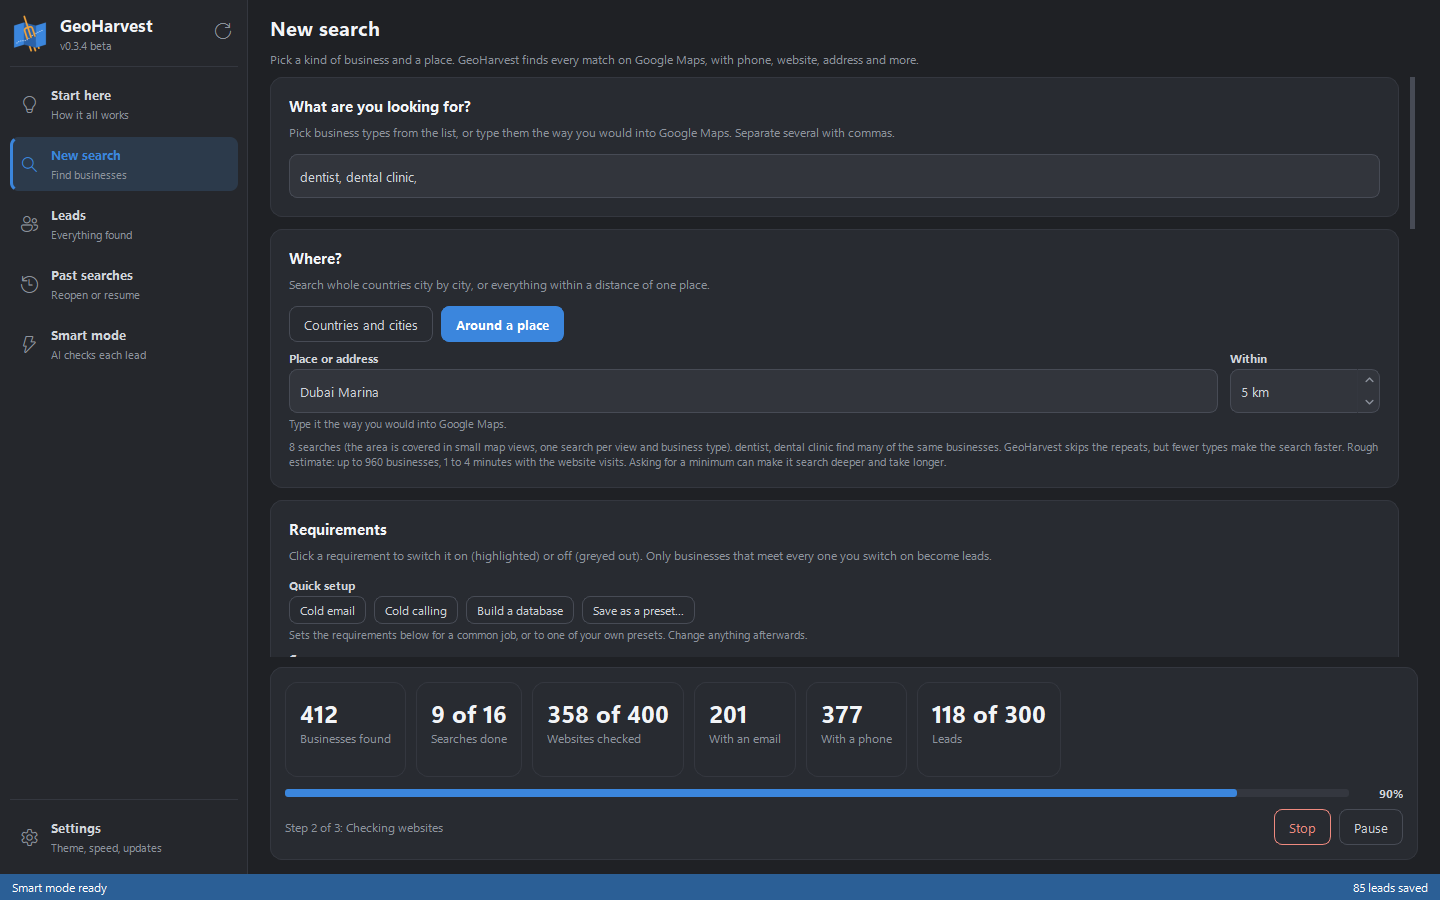 GeoHarvest
v0.3.4 beta
Start here
How it all works
New search
Find businesses
Leads
Everything found
Past searches
Reopen or resume
Smart mode
AI checks each lead
Settings
Theme, speed, updates
New search
Pick a kind of business and a place. GeoHarvest finds every match on Google Maps, with phone, website, address and more.
What are you looking for?
Pick business types from the list, or type them the way you would into Google Maps. Separate several with commas.
dentist, dental clinic,
Where?
Search whole countries city by city, or everything within a distance of one place.
Countries and cities
Around a place
Place or address
Within
Dubai Marina
5 km
Type it the way you would into Google Maps.
8 searches (the area is covered in small map views, one search per view and business type). dentist, dental clinic find many of the same businesses. GeoHarvest skips the repeats, but fewer types make the search faster. Rough
estimate: up to 960 businesses, 1 to 4 minutes with the website visits. Asking for a minimum can make it search deeper and take longer.
Requirements
Click a requirement to switch it on (highlighted) or off (greyed out). Only businesses that meet every one you switch on become leads.
Quick setup
Cold email
Cold calling
Build a database
Save as a preset...
Sets the requirements below for a common job, or to one of your own presets. Change anything afterwards.
412
Businesses found
9 of 16
Searches done
358 of 400
Websites checked
201
With an email
377
With a phone
118 of 300
Leads
90%
Step 2 of 3: Checking websites
Stop
Pause
Smart mode ready
85 leads saved